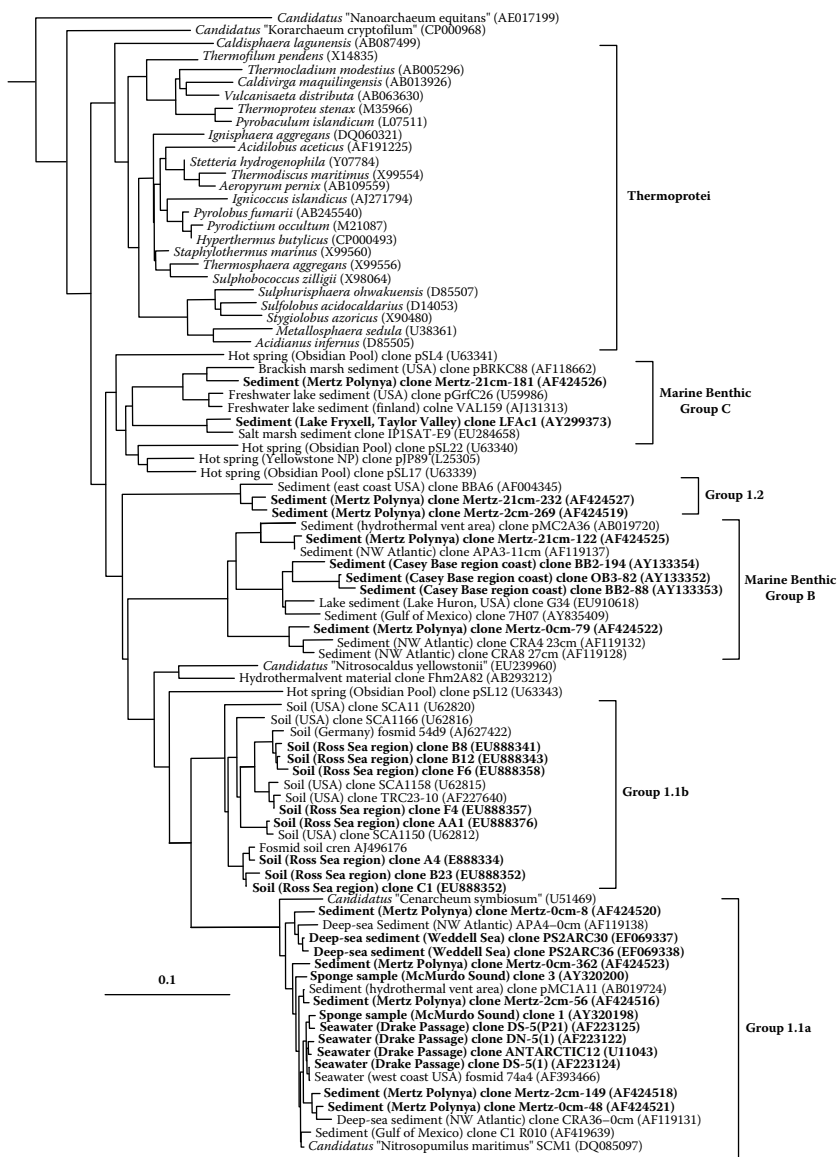 Candidatus "Nanoarchaeum equitans" (AE017199)
Candidatus "Korarchaeum cryptofilum" (CP000968)
Caldisphaera lagunensis (AB087499)
Thermofilum pendens (X14835)
Thermocladium modestius (AB005296)
Caldivirga maquilingensis (AB013926)
Vulcanisaeta distributa (AB063630)
Thermoproteu stenax (M35966)
Pyrobaculum islandicum (L07511)
Ignisphaera aggregans (DQ060321)
Acidilobus aceticus (AF191225)
Stetteria hydrogenophila (Y07784)
Thermodiscus maritimus (X99554)
Aeropyrum pernix (AB109559)
Ignicoccus islandicus (AJ271794)
Pyrolobus fumarii (AB245540)
Pyrodictium occultum (M21087)
Hyperthermus butylicus (CP000493)
Staphylothermus marinus (X99560)
Thermosphaera aggregans (X99556)
Sulphobococcus zilligii (X98064)
Sulphurisphaera ohwakuensis (D85507)
Sulfolobus acidocaldarius (D14053)
Stygiolobus azoricus (X90480)
Metallosphaera sedula (U38361)
Acidianus infernus (D85505)
Thermoprotei
Hot spring (Obsidian Pool) clone pSL4 (U63341)
Brackish marsh sediment (USA) clone pBRKC88 (AF118662)
Sediment (Mertz Polynya) clone Mertz-21cm-181 (AF424526)
Freshwater lake sediment (USA) clone pGrfC26 (U59986)
Freshwater lake sediment (finland) colne VAL159 (AJ131313)
Sediment (Lake Fryxell, Taylor Valley) clone LFAc1 (AY299373)
Salt marsh sediment clone IP1SAT-E9 (EU284658)
Marine Benthic
Group C
Hot spring (Obsidian Pool) clone pSL22 (U63340)
Hot spring (Yellowstone NP) clone pJP89 (L25305)
Hot spring (Obsidian Pool) clone pSL17 (U63339)
Sediment (east coast USA) clone BBA6 (AF004345)
Sediment (Mertz Polynya) clone Mertz-21cm-232 (AF424527)
Sediment (Mertz Polynya) clone Mertz-2cm-269 (AF424519)
Group 1.2
Sediment (hydrothermal vent area) clone pMC2A36 (AB019720)
Sediment (Mertz Polynya) clone Mertz-21cm-122 (AF424525)
Sediment (NW Atlantic) clone APA3-11cm (AF119137)
Sediment (Casey Base region coast) clone BB2-194 (AY133354)
Sediment (Casey Base region coast) clone OB3-82 (AY133352)
Sediment (Casey Base region coast) clone BB2-88 (AY133353)
Lake sediment (Lake Huron, USA) clone G34 (EU910618)
Sediment (Gulf of Mexico) clone 7H07 (AY835409)
Sediment (Mertz Polynya) clone Mertz-0cm-79 (AF424522)
Sediment (NW Atlantic) clone CRA4 23cm (AF119132)
Sediment (NW Atlantic) clone CRA8 27cm (AF119128)
Marine Benthic
Group B
Candidatus "Nitrosocaldus yellowstonii" (EU239960)
Hydrothermalvent material clone Fhm2A82 (AB293212)
Hot spring (Obsidian Pool) clone pSL12 (U63343)
Soil (USA) clone SCA11 (U62820)
Soil (USA) clone SCA1166 (U62816)
Soil (Germany) fosmid 54d9 (AJ627422)
Soil (Ross Sea region) clone B8 (EU888341)
Soil (Ross Sea region) clone B12 (EU888343)
Soil (Ross Sea region) clone F6 (EU888358)
Soil (USA) clone SCA1158 (U62815)
Soil (USA) clone TRC23-10 (AF227640)
Soil (Ross Sea region) clone F4 (EU888357)
Soil (Ross Sea region) clone AA1 (EU888376)
Soil (USA) clone SCA1150 (U62812)
Fosmid soil cren AJ496176
Soil (Ross Sea region) clone A4 (E888334)
Soil (Ross Sea region) clone B23 (EU888352)
Soil (Ross Sea region) clone C1 (EU888352)
Group 1.1b
Candidatus "Cenarcheum symbiosum" (U51469)
Sediment (Mertz Polynya) clone Mertz-0cm-8 (AF424520)
Deep-sea Sediment (NW Atlantic) APA4–0cm (AF119138)
Deep-sea sediment (Weddell Sea) clone PS2ARC30 (EF069337)
Deep-sea sediment (Weddell Sea) clone PS2ARC36 (EF069338)
Sediment (Mertz Polynya) clone Mertz-0cm-362 (AF424523)
Sponge sample (McMurdo Sound) clone 3 (AY320200)
Sediment (hydrothermal vent area) clone pMC1A11 (AB019724)
Sediment (Mertz Polynya) clone Mertz-2cm-56 (AF424516)
Sponge sample (McMurdo Sound) clone 1 (AY320198)
Seawater (Drake Passage) clone DS-5(P21) (AF223125)
Seawater (Drake Passage) clone DN-5(1) (AF223122)
Seawater (Drake Passage) clone ANTARCTIC12 (U11043)
Seawater (Drake Passage) clone DS-5(1) (AF223124)
Seawater (west coast USA) fosmid 74a4 (AF393466)
Sediment (Mertz Polynya) clone Mertz-2cm-149 (AF424518)
Sediment (Mertz Polynya) clone Mertz-0cm-48 (AF424521)
Deep-sea sediment (NW Atlantic) clone CRA36–0cm (AF119131)
Sediment (Gulf of Mexico) clone C1 R010 (AF419639)
Candidatus "Nitrosopumilus maritimus" SCM1 (DQ085097)
Group 1.1a
0.1